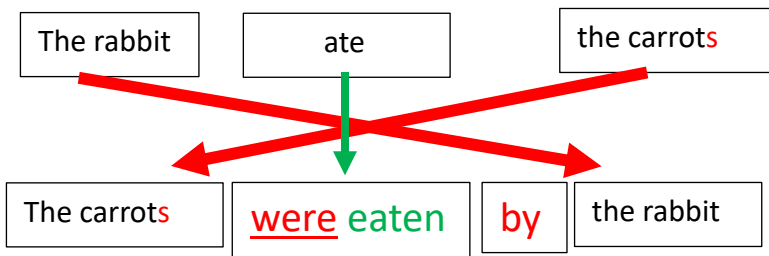 The rabbit ate the carrots
The carrots were eaten by the rabbit